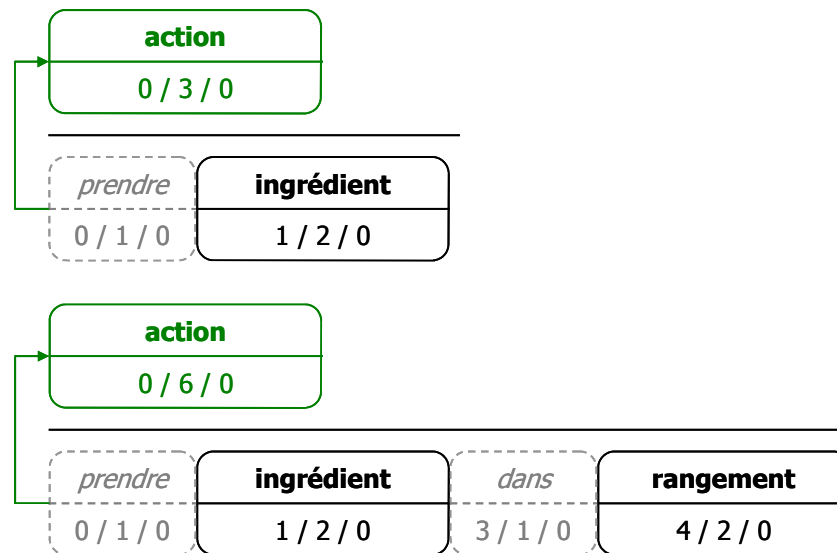 action
0 / 3 / 0
prendre ingrédient
0 / 1 / 0 1 / 2 / 0
action
0 / 6 / 0
prendre ingrédient dans rangement
0 / 1 / 0 1 / 2 / 0 3 / 1 / 0 4 / 2 / 0